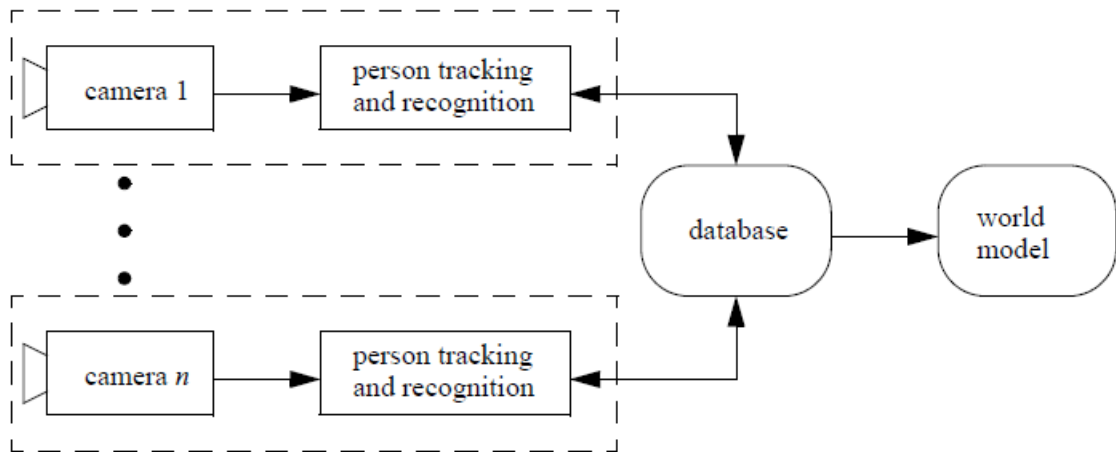 camera 1
person tracking
and recognition
database
world
model
camera n
person tracking
and recognition